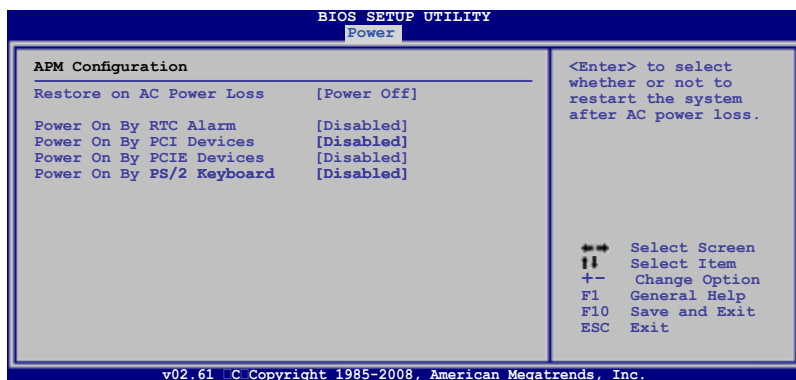 BIOS SETUP UTILITY
Power
APM Configuration
Restore on AC Power Loss [Power Off]
Power On By RTC Alarm [Disabled]
Power On By PCI Devices [Disabled]
Power On By PCIE Devices [Disabled]
Power On By PS/2 Keyboard [Disabled]
<Enter> to select
whether or not to
restart the system
after AC power loss.
←→ Select Screen
↑↓ Select Item
+- Change Option
F1 General Help
F10 Save and Exit
ESC Exit
v02.61 □C□Copyright 1985-2008, American Megatrends, Inc.